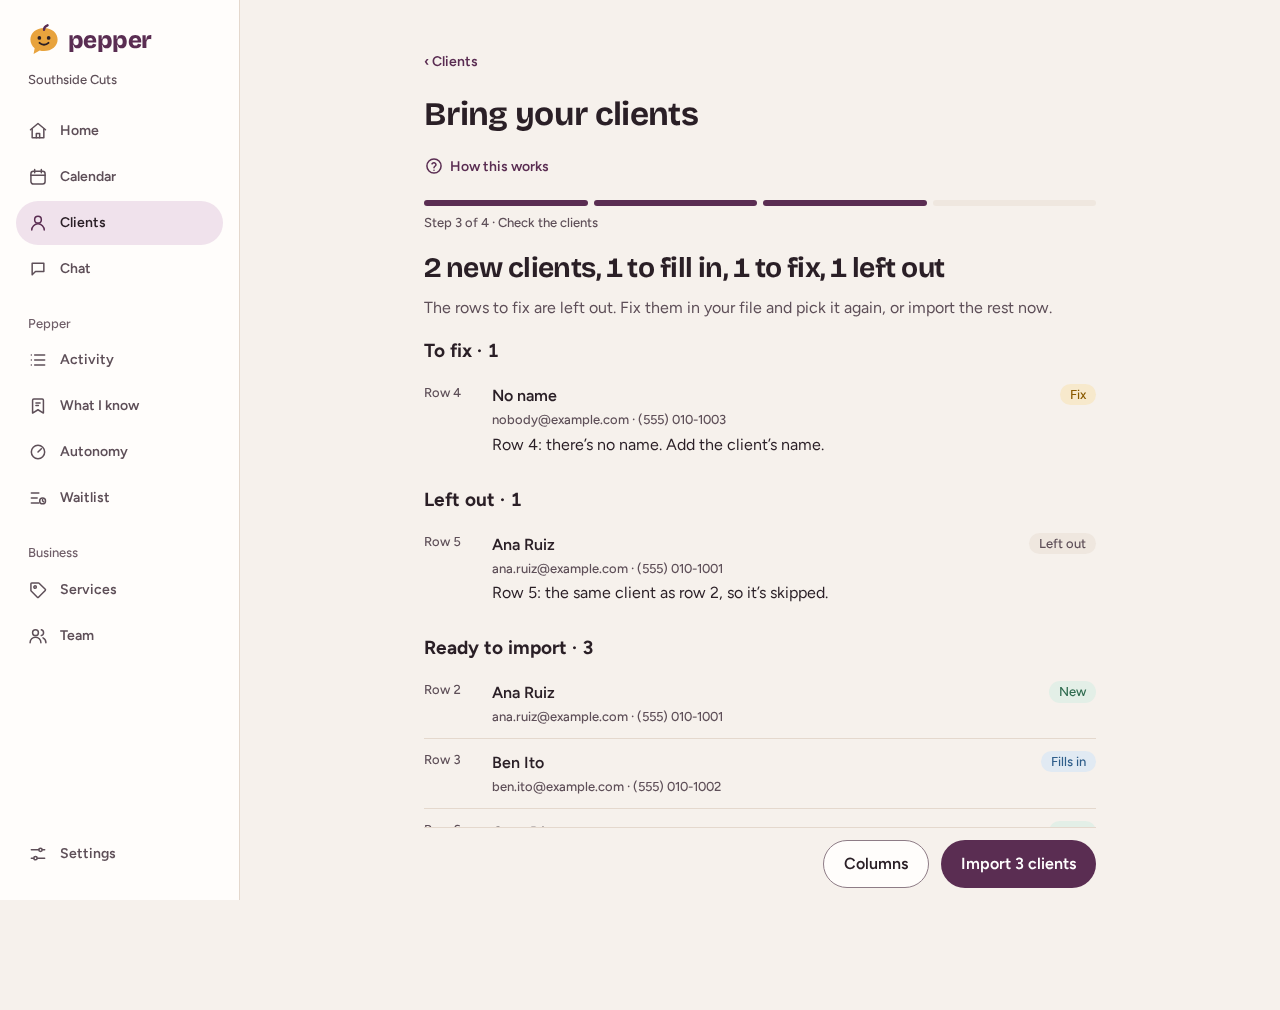 pepper
Southside Cuts
Home
Calendar
Clients
Chat
Pepper
Activity
What I know
Autonomy
Waitlist
Business
Services
Team
Settings
‹ Clients
Bring your clients
How this works
Step 3 of 4 · Check the clients
2 new clients, 1 to fill in, 1 to fix, 1 left out
The rows to fix are left out. Fix them in your file and pick it again, or import the rest now.
To fix · 1
Row 4
No name
Fix
nobody@example.com · (555) 010-1003
Row 4: there’s no name. Add the client’s name.
Left out · 1
Row 5
Ana Ruiz
Left out
ana.ruiz@example.com · (555) 010-1001
Row 5: the same client as row 2, so it’s skipped.
Ready to import · 3
Row 2
Ana Ruiz
New
ana.ruiz@example.com · (555) 010-1001
Row 3
Ben Ito
Fills in
ben.ito@example.com · (555) 010-1002
Columns
Import 3 clients